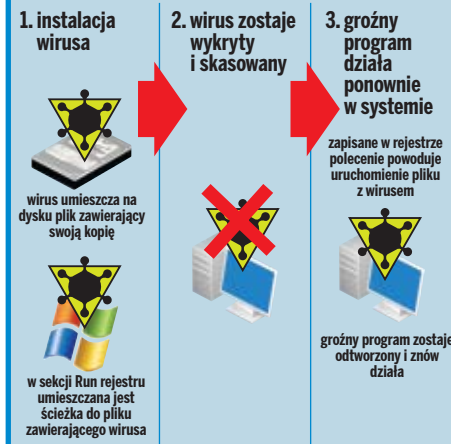 1. instalacja
wirusa
wirus umieszcza na
dysku plik zawierający
swoją kopię
w sekcji Run rejestru
umieszczana jest
ścieżka do pliku
zawierającego wirusa
2. wirus zostaje
wykryty
i skasowany
3. groźny
program
działa
ponownie
w systemie
zapisane w rejestrze
polecenie powoduje
uruchomienie pliku
z wirusem
groźny program zostaje
odtworzony i znów
działa